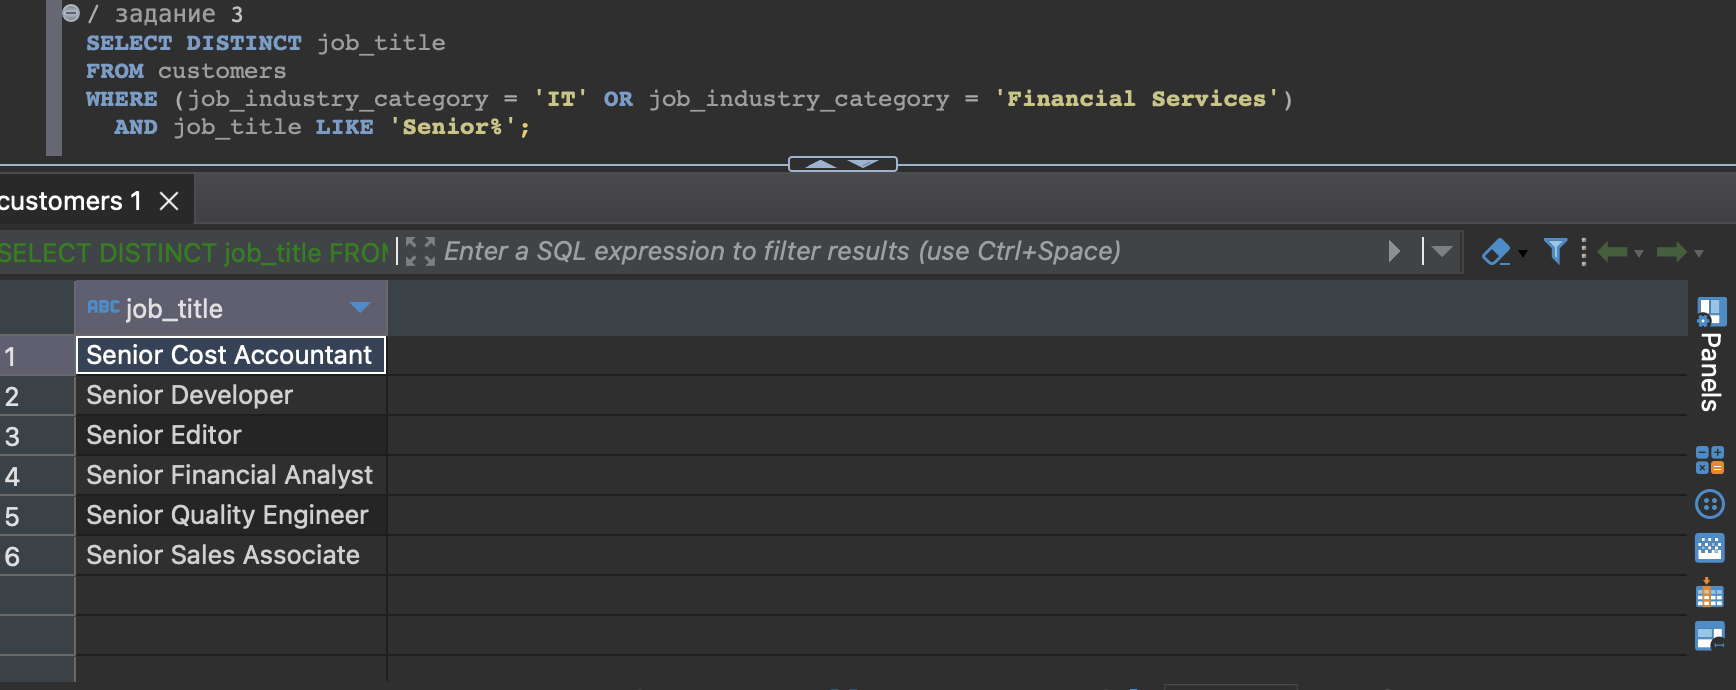 / задание 3
SELECT DISTINCT job_title
FROM customers
WHERE (job_industry_category = 'IT' OR job_industry_category = 'Financial Services')
AND job_title LIKE 'Senior%';
customers 1
SELECT DISTINCT job_title FROM
Enter a SQL expression to filter results (use Ctrl+Space)
ABC job_title
1 Senior Cost Accountant
2 Senior Developer
3 Senior Editor
4 Senior Financial Analyst
5 Senior Quality Engineer
6 Senior Sales Associate
Panels